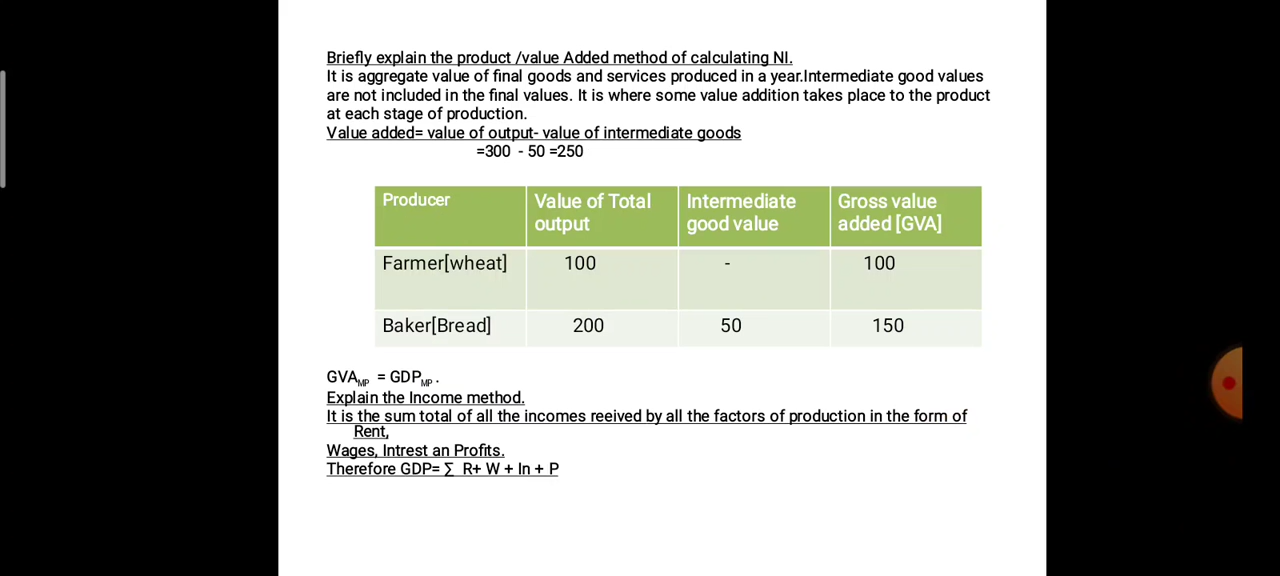 Briefly explain the product /value Added method of calculating NI.
It is aggregate value of final goods and services produced in a year.Intermediate good values
are not included in the final values. It is where some value addition takes place to the product
at each stage of production.
Value added= value of output- value of intermediate goods
=300 - 50 =250
Producer Value of Total output Intermediate good value Gross value added [GVA]
Farmer[wheat] 100 - 100
Baker[Bread] 200 50 150
GVAMP = GDPMP .
Explain the Income method.
It is the sum total of all the incomes reeived by all the factors of production in the form of
Rent,
Wages, Intrest an Profits.
Therefore GDP= ∑ R+ W + In + P